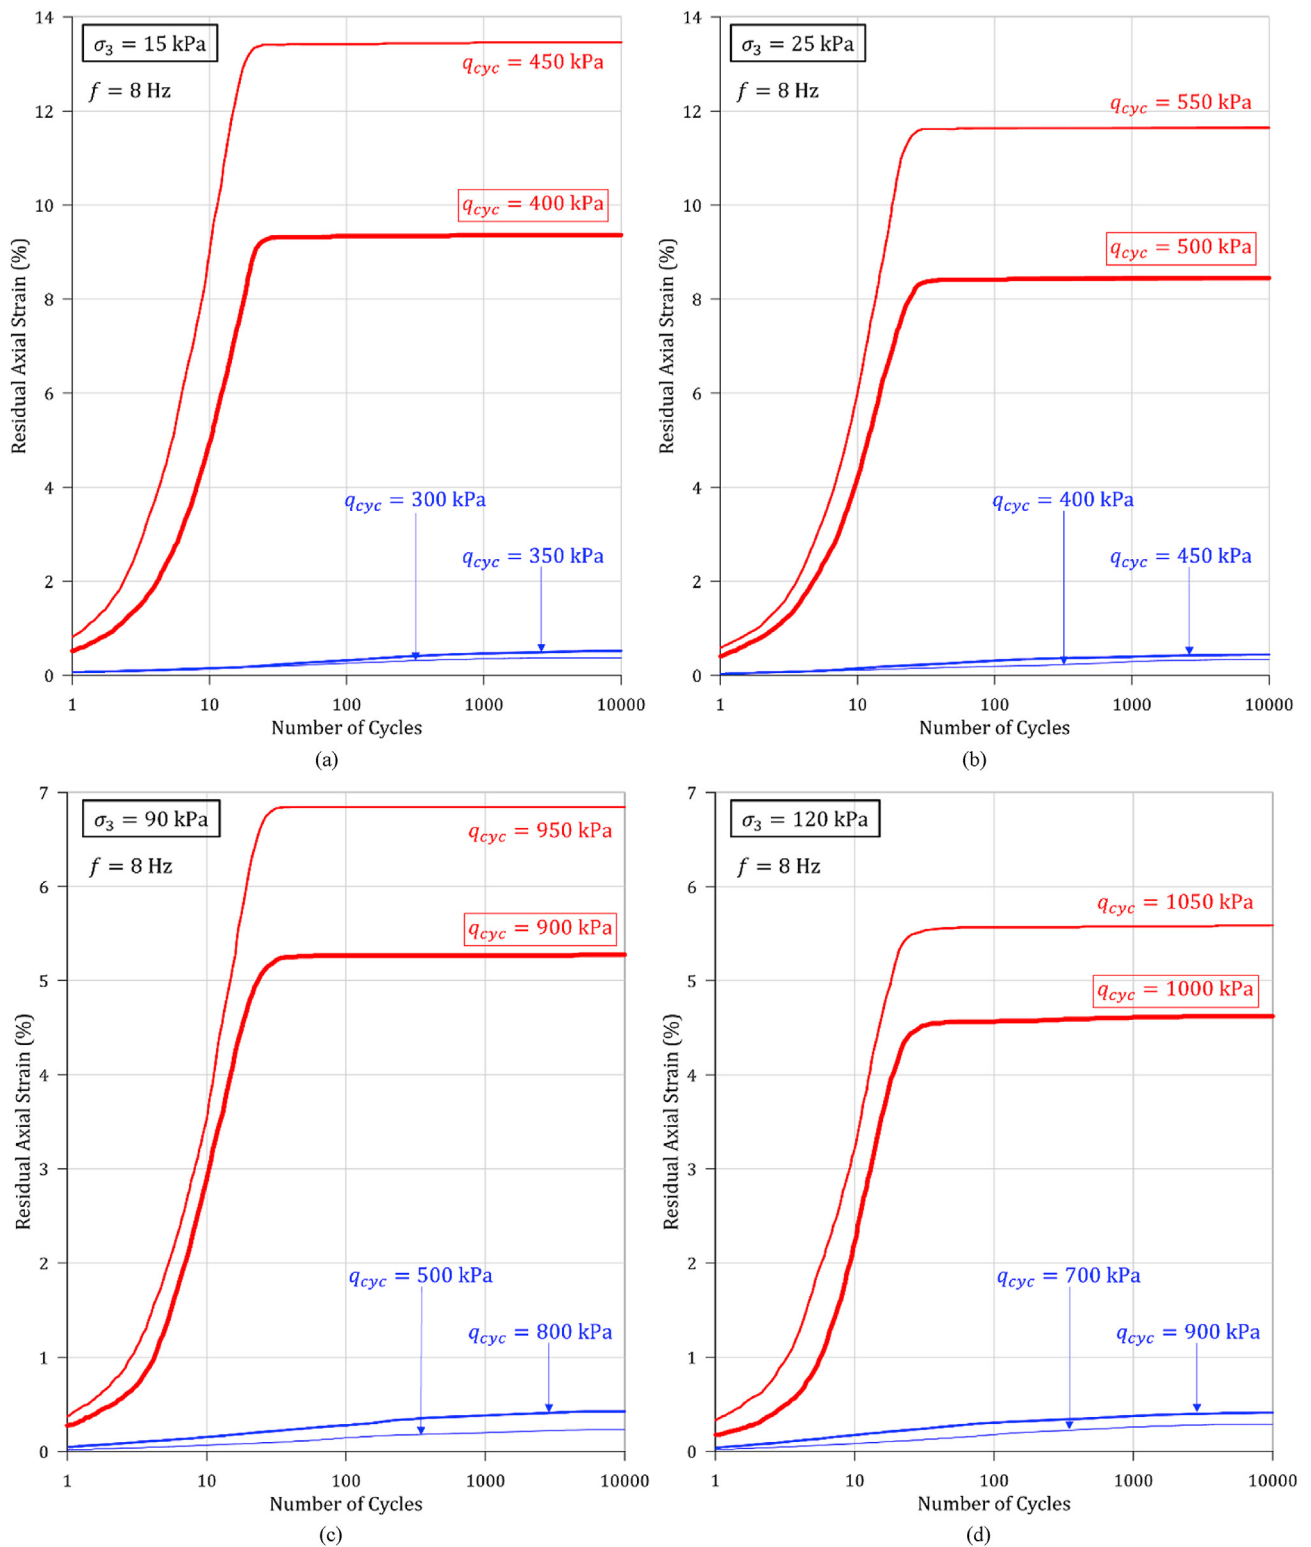 14
12
10
8
6
4
2
0
Residual Axial Strain (%)
σ3 = 15 kPa
f = 8 Hz
qcyc = 450 kPa
qcyc = 400 kPa
qcyc = 300 kPa
qcyc = 350 kPa
1 10 100 1000 10000
Number of Cycles
(a)
14
12
10
8
6
4
2
0
Residual Axial Strain (%)
σ3 = 25 kPa
f = 8 Hz
qcyc = 550 kPa
qcyc = 500 kPa
qcyc = 400 kPa
qcyc = 450 kPa
1 10 100 1000 10000
Number of Cycles
(b)
7
6
5
4
3
2
1
0
Residual Axial Strain (%)
σ3 = 90 kPa
f = 8 Hz
qcyc = 950 kPa
qcyc = 900 kPa
qcyc = 500 kPa
qcyc = 800 kPa
1 10 100 1000 10000
Number of Cycles
(c)
7
6
5
4
3
2
1
0
Residual Axial Strain (%)
σ3 = 120 kPa
f = 8 Hz
qcyc = 1050 kPa
qcyc = 1000 kPa
qcyc = 700 kPa
qcyc = 900 kPa
1 10 100 1000 10000
Number of Cycles
(d)